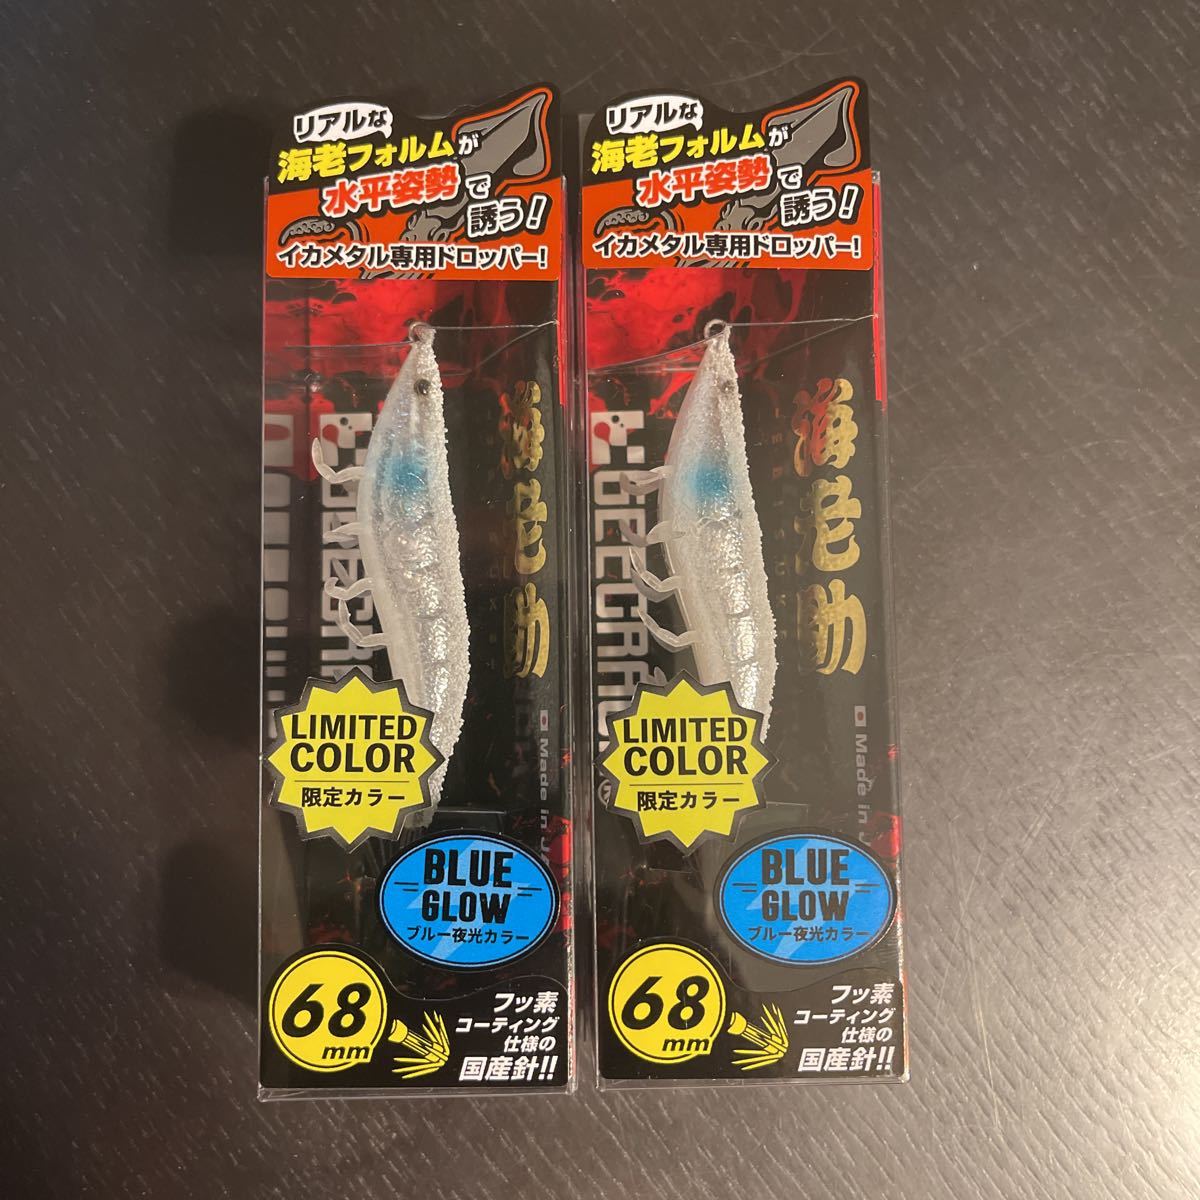 リアルな
海老フォルムが
水平姿勢で
誘う!
イカメタル専用ドロッパー!
海老助
Made in
LIMITED
COLOR
限定カラー
BLUE
GLOW
ブルー夜光カラー
68
mm
フッ素
コーティング
仕様の
国産針!!
リアルな
海老フォルムが
水平姿勢で
誘う!
イカメタル専用ドロッパー!
海老助
Made in
LIMITED
COLOR
限定カラー
BLUE
GLOW
ブルー夜光カラー
68
mm
フッ素
コーティング
仕様の
国産針!!